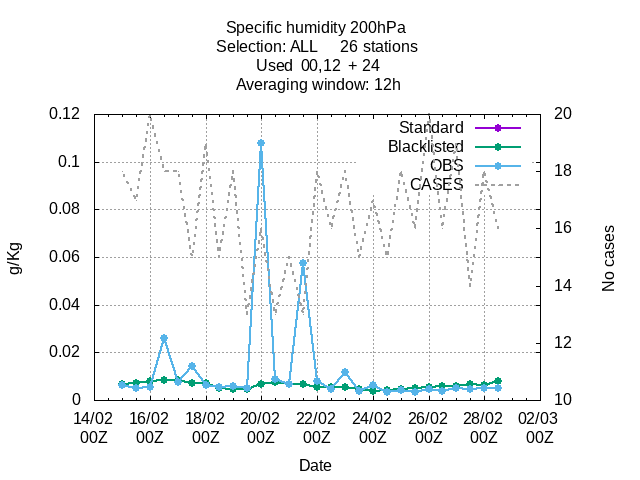 Specific humidity 200hPa
Selection: ALL 26 stations
Used 00,12 + 24
Averaging window: 12h
Standard
Blacklisted
OBS
CASES
g/Kg
0.12
0.1
0.08
0.06
0.04
0.02
0
No cases
20
18
16
14
12
10
14/02 16/02 18/02 20/02 22/02 24/02 26/02 28/02 02/03
00Z 00Z 00Z 00Z 00Z 00Z 00Z 00Z 00Z
Date